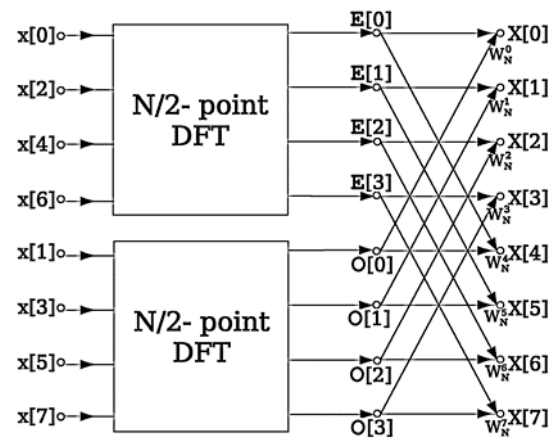 x[0] E[0] X[0]
W_N^0
x[2] E[1] X[1]
W_N^1
N/2- point
DFT
x[4] E[2] X[2]
W_N^2
x[6] E[3] X[3]
W_N^3
x[1] O[0] W_N^4 X[4]
x[3] O[1] W_N^5 X[5]
N/2- point
DFT
x[5] O[2] W_N^6 X[6]
x[7] O[3] W_N^7 X[7]